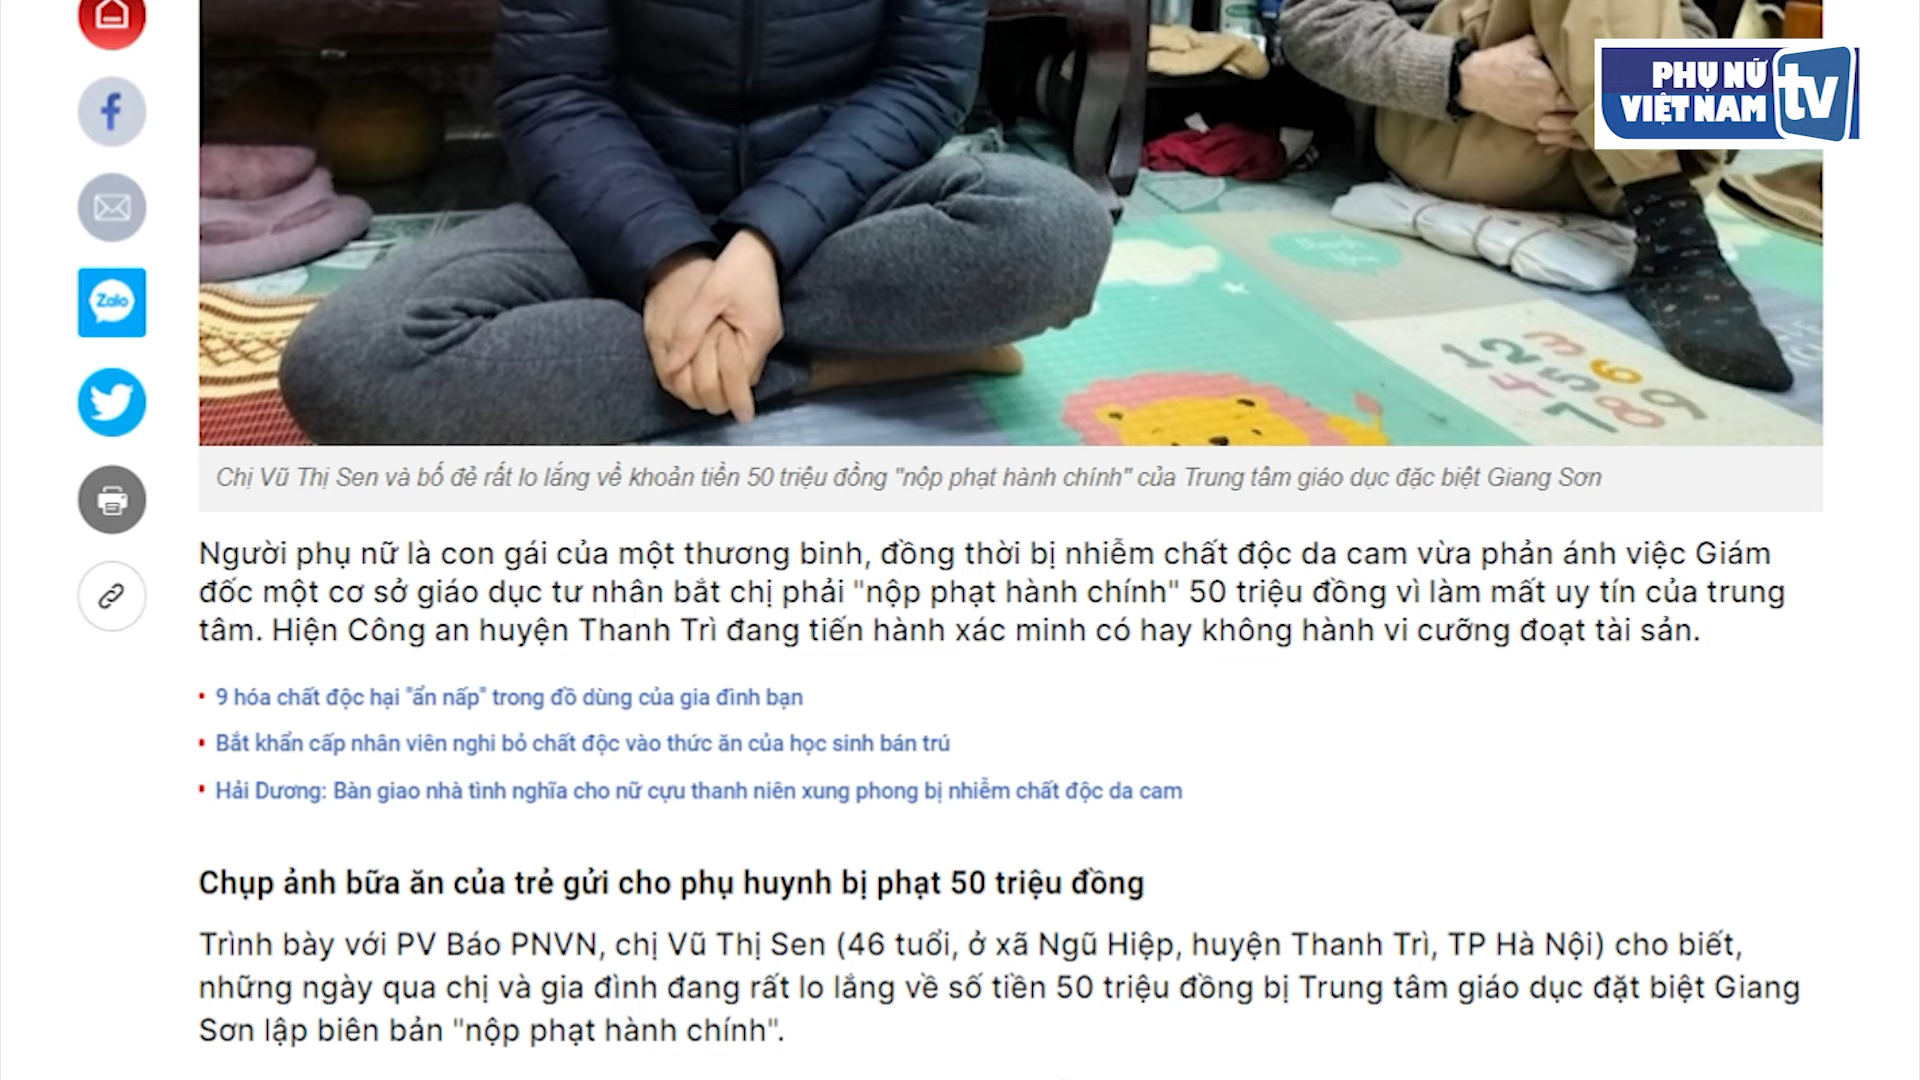 PHỤ NỮ
VIỆT NAM tv
Zalo
1 2 3 6 9
4 5 8
7
Chị Vũ Thị Sen và bố đẻ rất lo lắng về khoản tiền 50 triệu đồng "nộp phạt hành chính" của Trung tâm giáo dục đặc biệt Giang Sơn
Người phụ nữ là con gái của một thương binh, đồng thời bị nhiễm chất độc da cam vừa phản ánh việc Giám
đốc một cơ sở giáo dục tư nhân bắt chị phải "nộp phạt hành chính" 50 triệu đồng vì làm mất uy tín của trung
tâm. Hiện Công an huyện Thanh Trì đang tiến hành xác minh có hay không hành vi cưỡng đoạt tài sản.
• 9 hóa chất độc hại "ẩn nấp" trong đồ dùng của gia đình bạn
• Bắt khẩn cấp nhân viên nghi bỏ chất độc vào thức ăn của học sinh bán trú
• Hải Dương: Bàn giao nhà tình nghĩa cho nữ cựu thanh niên xung phong bị nhiễm chất độc da cam
Chụp ảnh bữa ăn của trẻ gửi cho phụ huynh bị phạt 50 triệu đồng
Trình bày với PV Báo PNVN, chị Vũ Thị Sen (46 tuổi, ở xã Ngũ Hiệp, huyện Thanh Trì, TP Hà Nội) cho biết,
những ngày qua chị và gia đình đang rất lo lắng về số tiền 50 triệu đồng bị Trung tâm giáo dục đặt biệt Giang
Sơn lập biên bản "nộp phạt hành chính".